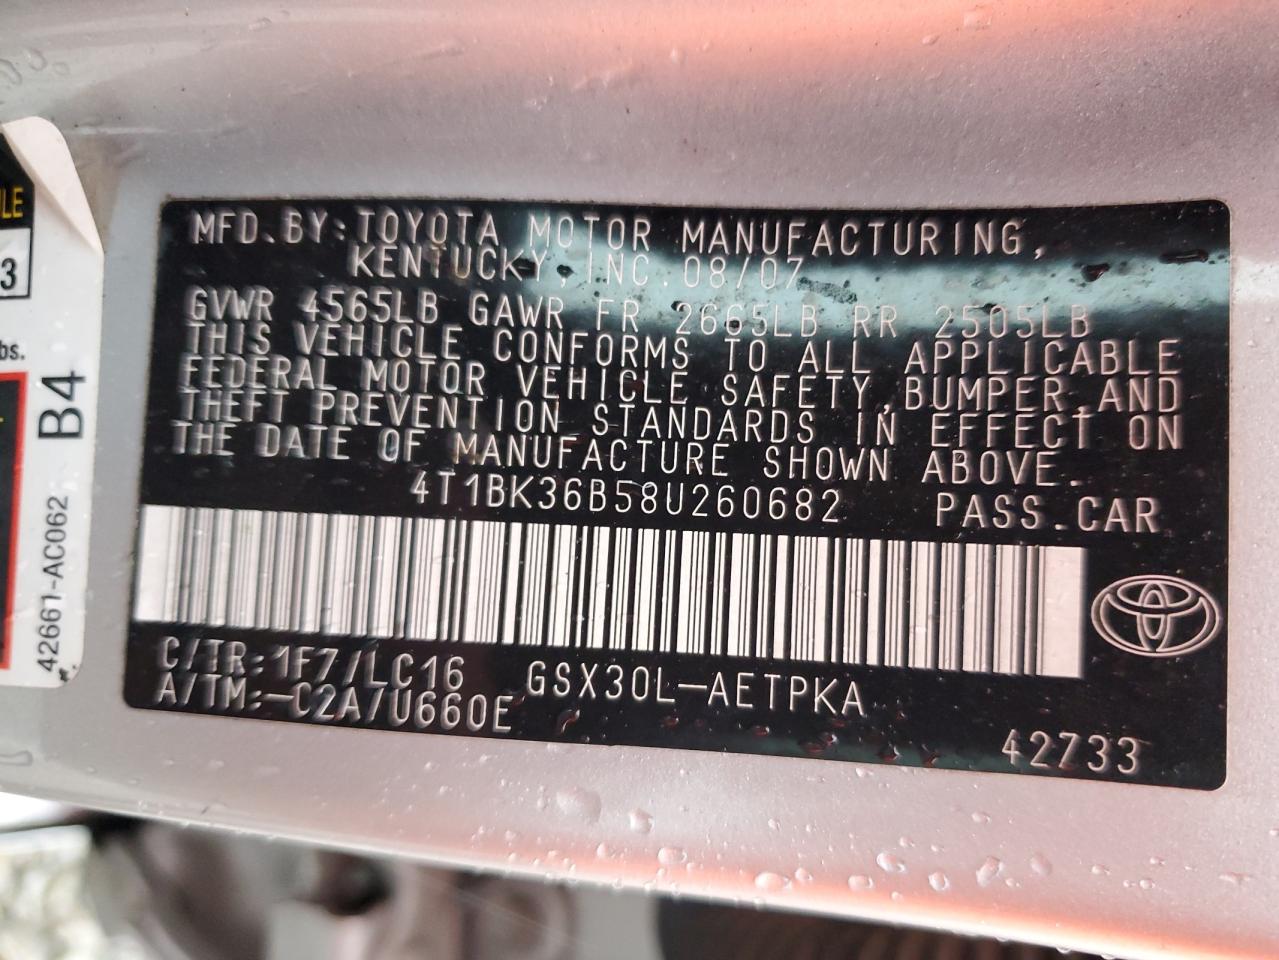 MFD.BY:TOYOTA MOTOR MANUFACTURING,
KENTUCKY, INC. 08/07
GVWR 4565LB GAWR FR 2665LB RR 2505LB
THIS VEHICLE CONFORMS TO ALL APPLICABLE
FEDERAL MOTOR VEHICLE SAFETY,BUMPER,AND
THEFT PREVENTION STANDARDS IN EFFECT ON
THE DATE OF MANUFACTURE SHOWN ABOVE.
4T1BK36B58U260682 PASS.CAR
C/TR:1F7/LC16 GSX30L-AETPKA
A/TM:-C2A/U660E
42733
3
bs.
B4
42661-AC062